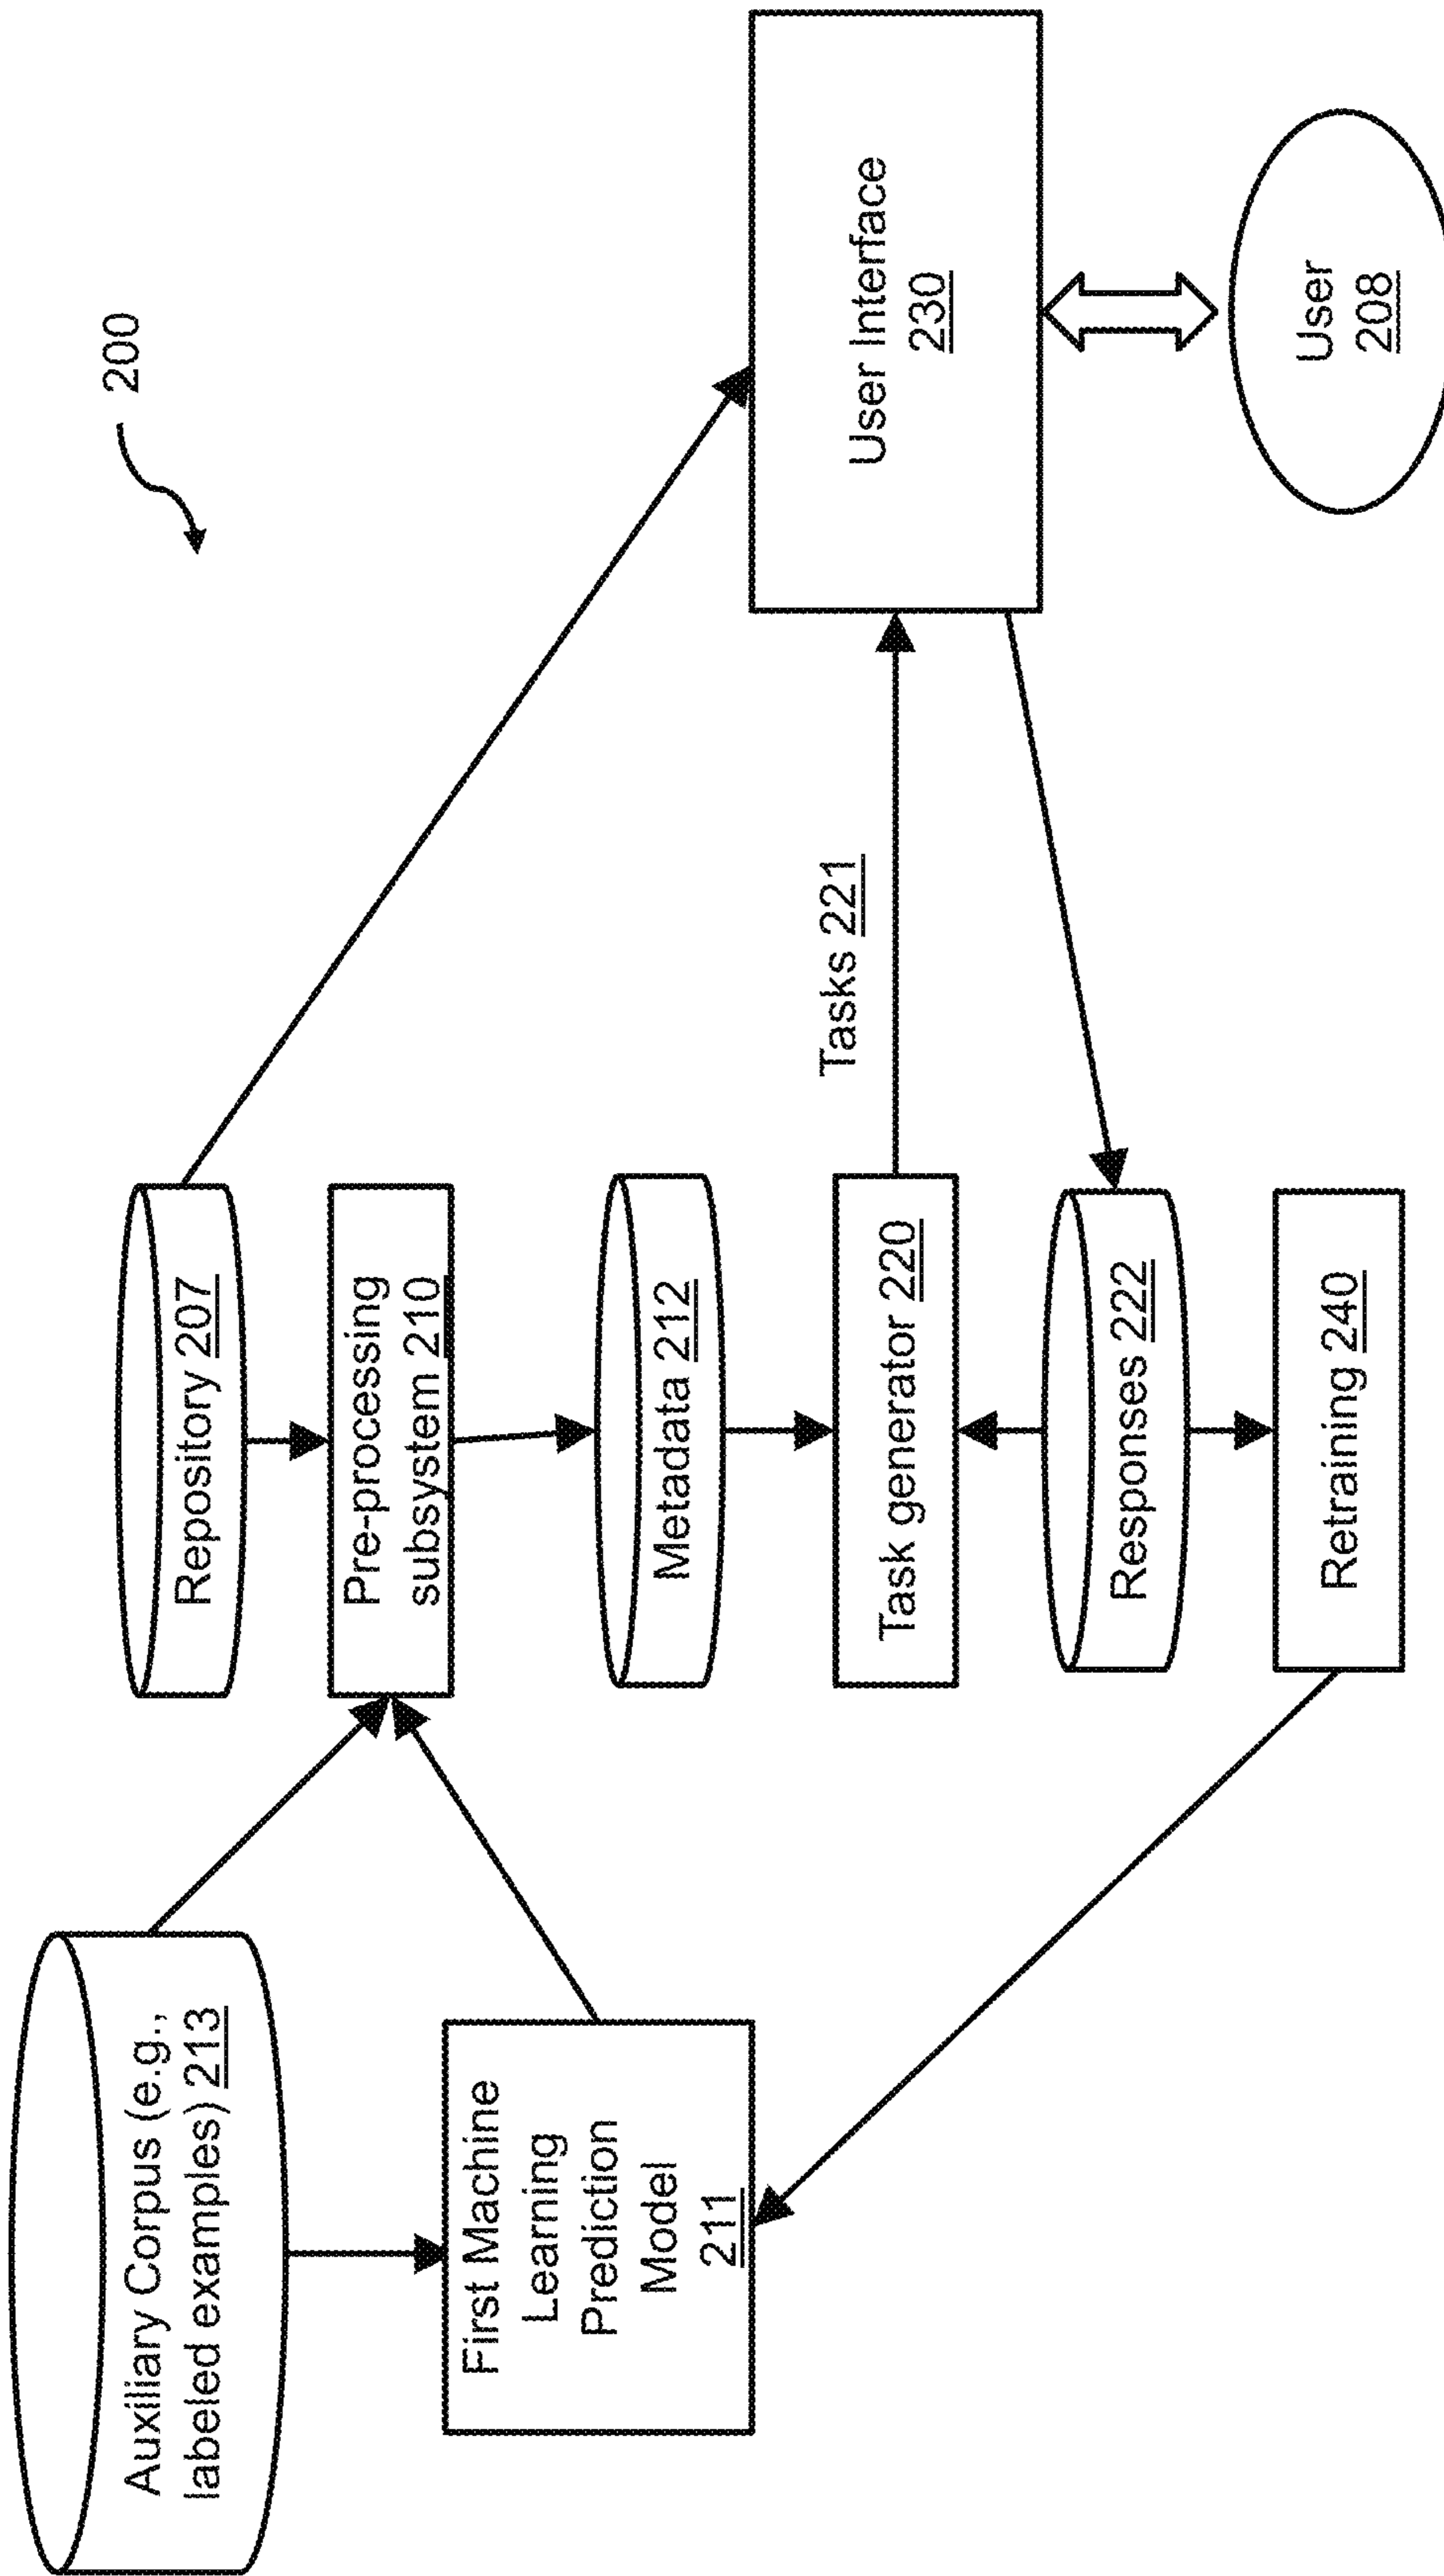 200
Auxiliary Corpus (e.g.,
labeled examples) 213
Repository 207
First Machine
Learning
Prediction
Model
211
Pre-processing
subsystem 210
Metadata 212
Task generator 220
Tasks 221
User Interface
230
Responses 222
Retraining 240
User
208